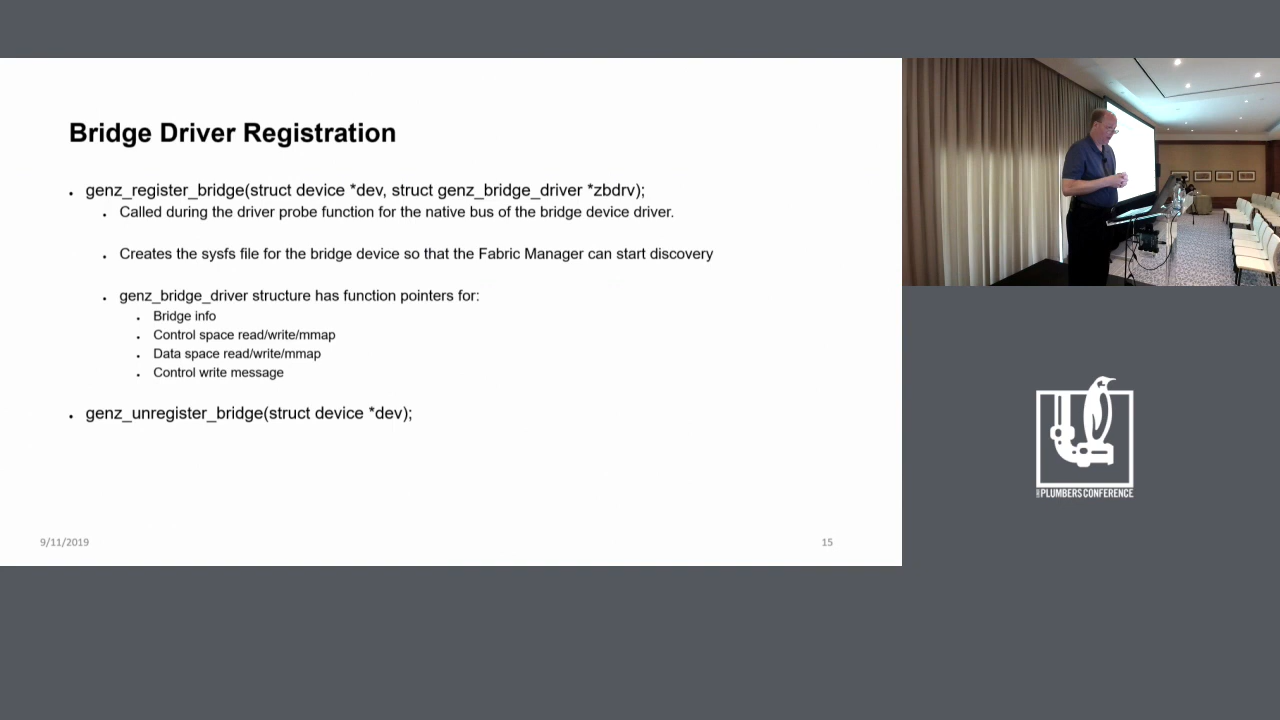 Bridge Driver Registration
genz_register_bridge(struct device *dev, struct genz_bridge_driver *zbdrv);
Called during the driver probe function for the native bus of the bridge device driver.
Creates the sysfs file for the bridge device so that the Fabric Manager can start discovery
genz_bridge_driver structure has function pointers for:
Bridge info
Control space read/write/mmap
Data space read/write/mmap
Control write message
genz_unregister_bridge(struct device *dev);
9/11/2019
15
PLUMBERS CONFERENCE